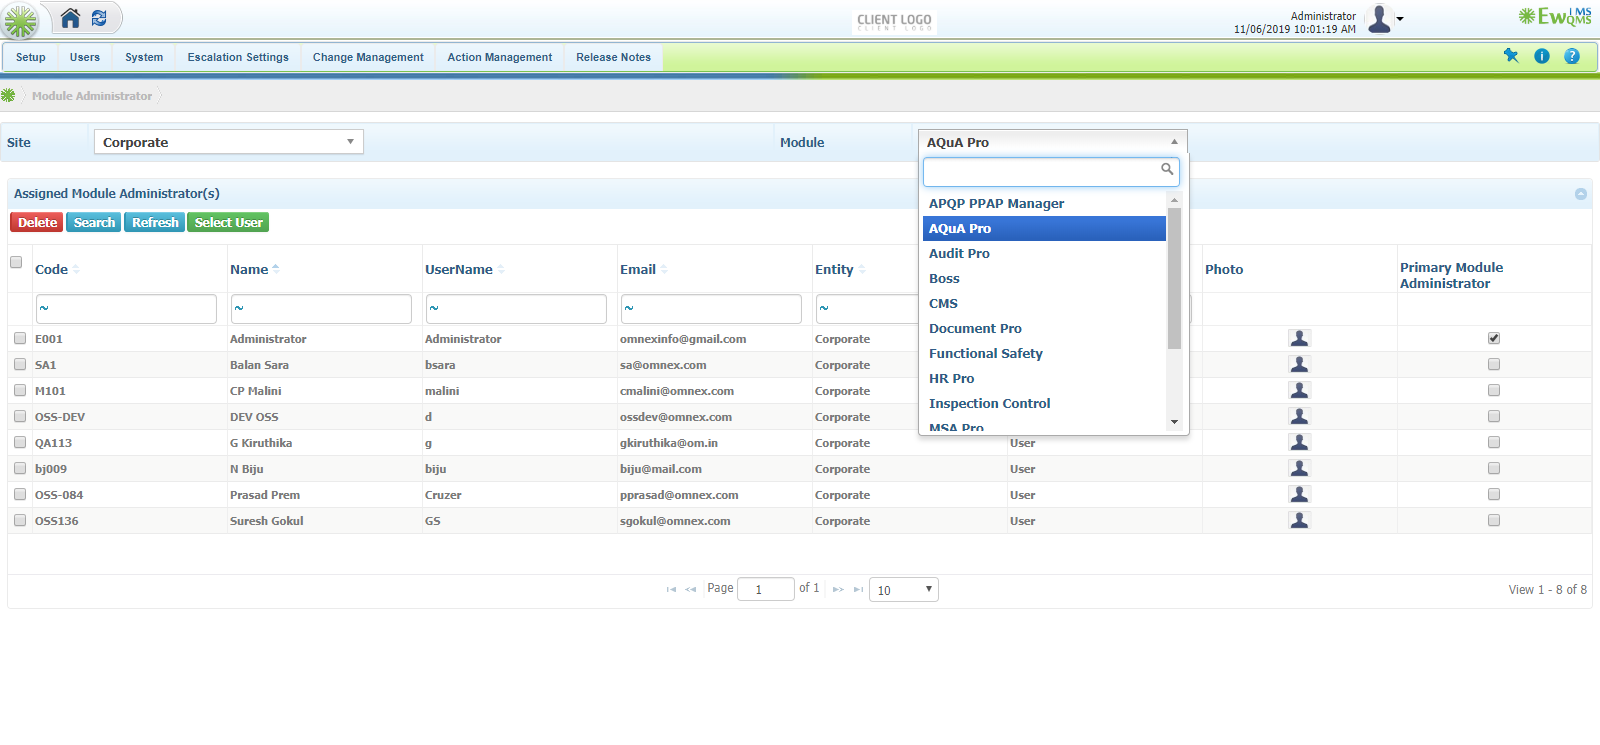 CLIENT LOGO
CLIENT LOGO
Administrator
11/06/2019 10:01:19 AM
EwQMS
IMS
Setup Users System Escalation Settings Change Management Action Management Release Notes
Module Administrator
Site Corporate Module AQuA Pro
APQP PPAP Manager
AQuA Pro
Audit Pro
Boss
CMS
Document Pro
Functional Safety
HR Pro
Inspection Control
MSA Pro
Assigned Module Administrator(s)
Delete Search Refresh Select User
Code Name UserName Email Entity Photo Primary Module Administrator
~ ~ ~ ~ ~
E001 Administrator Administrator omnexinfo@gmail.com Corporate
SA1 Balan Sara bsara sa@omnex.com Corporate
M101 CP Malini malini cmalini@omnex.com Corporate
OSS-DEV DEV OSS d ossdev@omnex.com Corporate
QA113 G Kiruthika g gkiruthika@om.in Corporate User
bj009 N Biju biju biju@mail.com Corporate User
OSS-084 Prasad Prem Cruzer pprasad@omnex.com Corporate User
OSS136 Suresh Gokul GS sgokul@omnex.com Corporate User
Page 1 of 1 10 View 1 - 8 of 8